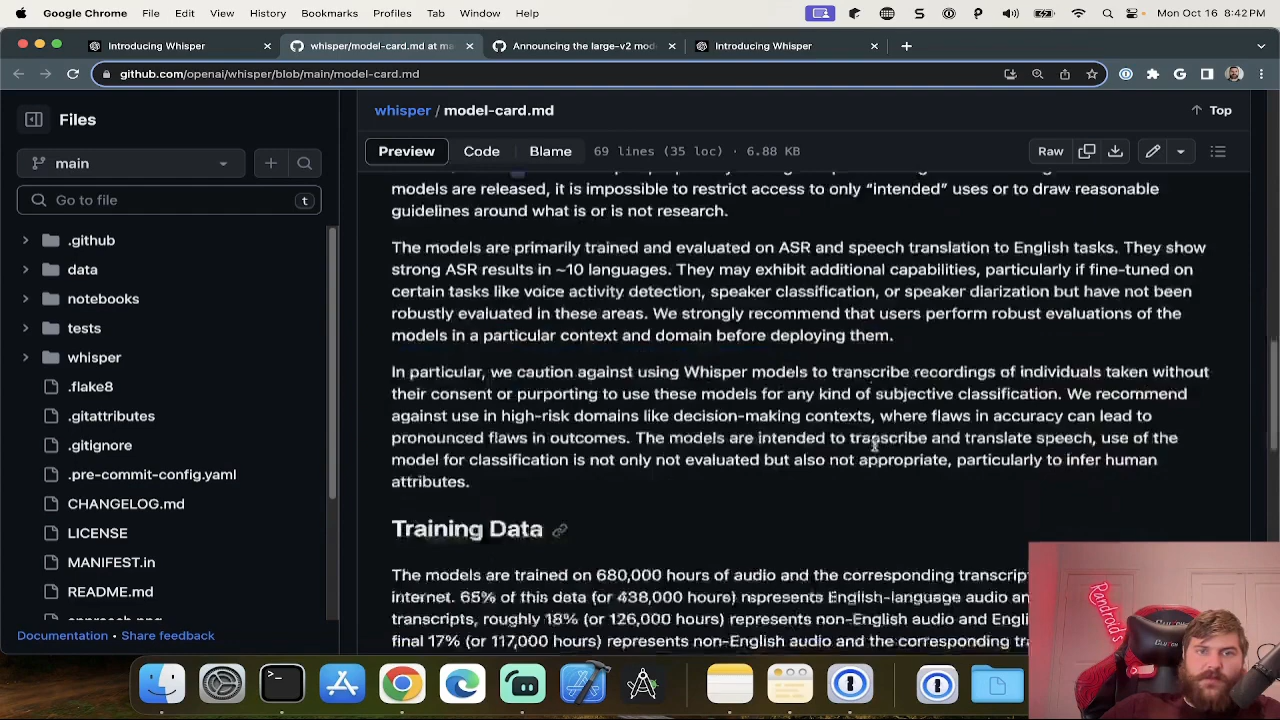 Google Chrome File Edit View History Bookmarks Profiles Tab Window Help Mon Oct 16 8:42
Introducing Whisper whisper/model-card.md at ma Announcing the large-v2 mode Introducing Whisper
github.com/openai/whisper/blob/main/model-card.md
Files
main
Go to file t
.github
data
notebooks
tests
whisper
.flake8
.gitattributes
.gitignore
.pre-commit-config.yaml
CHANGELOG.md
LICENSE
MANIFEST.in
README.md
Documentation • Share feedback
whisper / model-card.md Top
Preview Code Blame 69 lines (35 loc) · 6.88 KB Raw
models are released, it is impossible to restrict access to only “intended” uses or to draw reasonable
guidelines around what is or is not research.
The models are primarily trained and evaluated on ASR and speech translation to English tasks. They show
strong ASR results in ~10 languages. They may exhibit additional capabilities, particularly if fine-tuned on
certain tasks like voice activity detection, speaker classification, or speaker diarization but have not been
robustly evaluated in these areas. We strongly recommend that users perform robust evaluations of the
models in a particular context and domain before deploying them.
In particular, we caution against using Whisper models to transcribe recordings of individuals taken without
their consent or purporting to use these models for any kind of subjective classification. We recommend
against use in high-risk domains like decision-making contexts, where flaws in accuracy can lead to
pronounced flaws in outcomes. The models are intended to transcribe and translate speech, use of the
model for classification is not only not evaluated but also not appropriate, particularly to infer human
attributes.
Training Data
The models are trained on 680,000 hours of audio and the corresponding transcript
internet. 65% of this data (or 438,000 hours) represents English-language audio an
transcripts, roughly 18% (or 126,000 hours) represents non-English audio and Engl
final 17% (or 117,000 hours) represents non-English audio and the corresponding tra
Randroid's